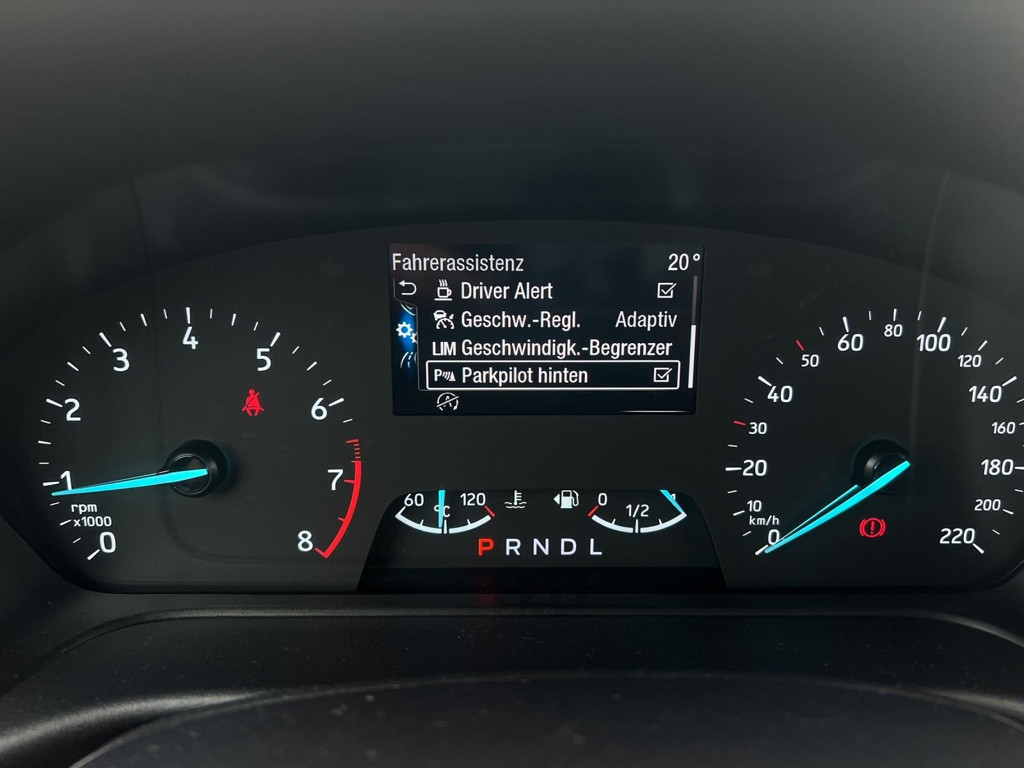 Fahrerassistenz 20°
Driver Alert
Geschw.-Regl. Adaptiv
LIM Geschwindigk.-Begrenzer
P Parkpilot hinten
0 1 2 3 4 5 6 7 8
rpm
x1000
60 °C 120
0 1/2 1
P R N D L
0 10 20 30 40 50 60 80 100 120 140 160 180 200 220
km/h